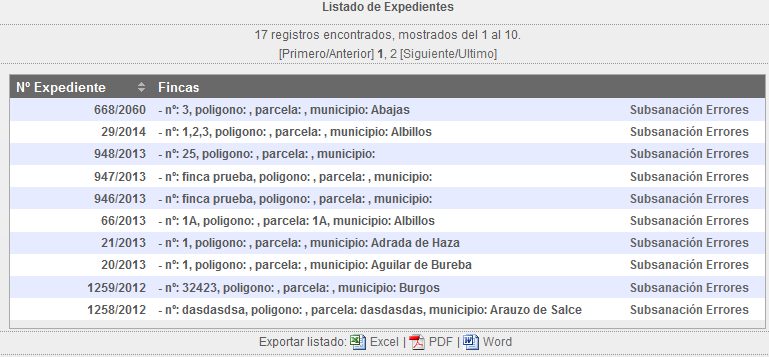 Listado de Expedientes
17 registros encontrados, mostrados del 1 al 10.
[Primero/Anterior] 1, 2 [Siguiente/Ultimo]
Nº Expediente Fincas
668/2060 - nº: 3, poligono: , parcela: , municipio: Abajas Subsanación Errores
29/2014 - nº: 1,2,3, poligono: , parcela: , municipio: Albillos Subsanación Errores
948/2013 - nº: 25, poligono: , parcela: , municipio: Subsanación Errores
947/2013 - nº: finca prueba, poligono: , parcela: , municipio: Subsanación Errores
946/2013 - nº: finca prueba, poligono: , parcela: , municipio: Subsanación Errores
66/2013 - nº: 1A, poligono: , parcela: 1A, municipio: Albillos Subsanación Errores
21/2013 - nº: 1, poligono: , parcela: , municipio: Adrada de Haza Subsanación Errores
20/2013 - nº: 1, poligono: , parcela: , municipio: Aguilar de Bureba Subsanación Errores
1259/2012 - nº: 32423, poligono: , parcela: , municipio: Burgos Subsanación Errores
1258/2012 - nº: dasdasdsa, poligono: , parcela: dasdasdas, municipio: Arauzo de Salce Subsanación Errores
Exportar listado: Excel | PDF | Word